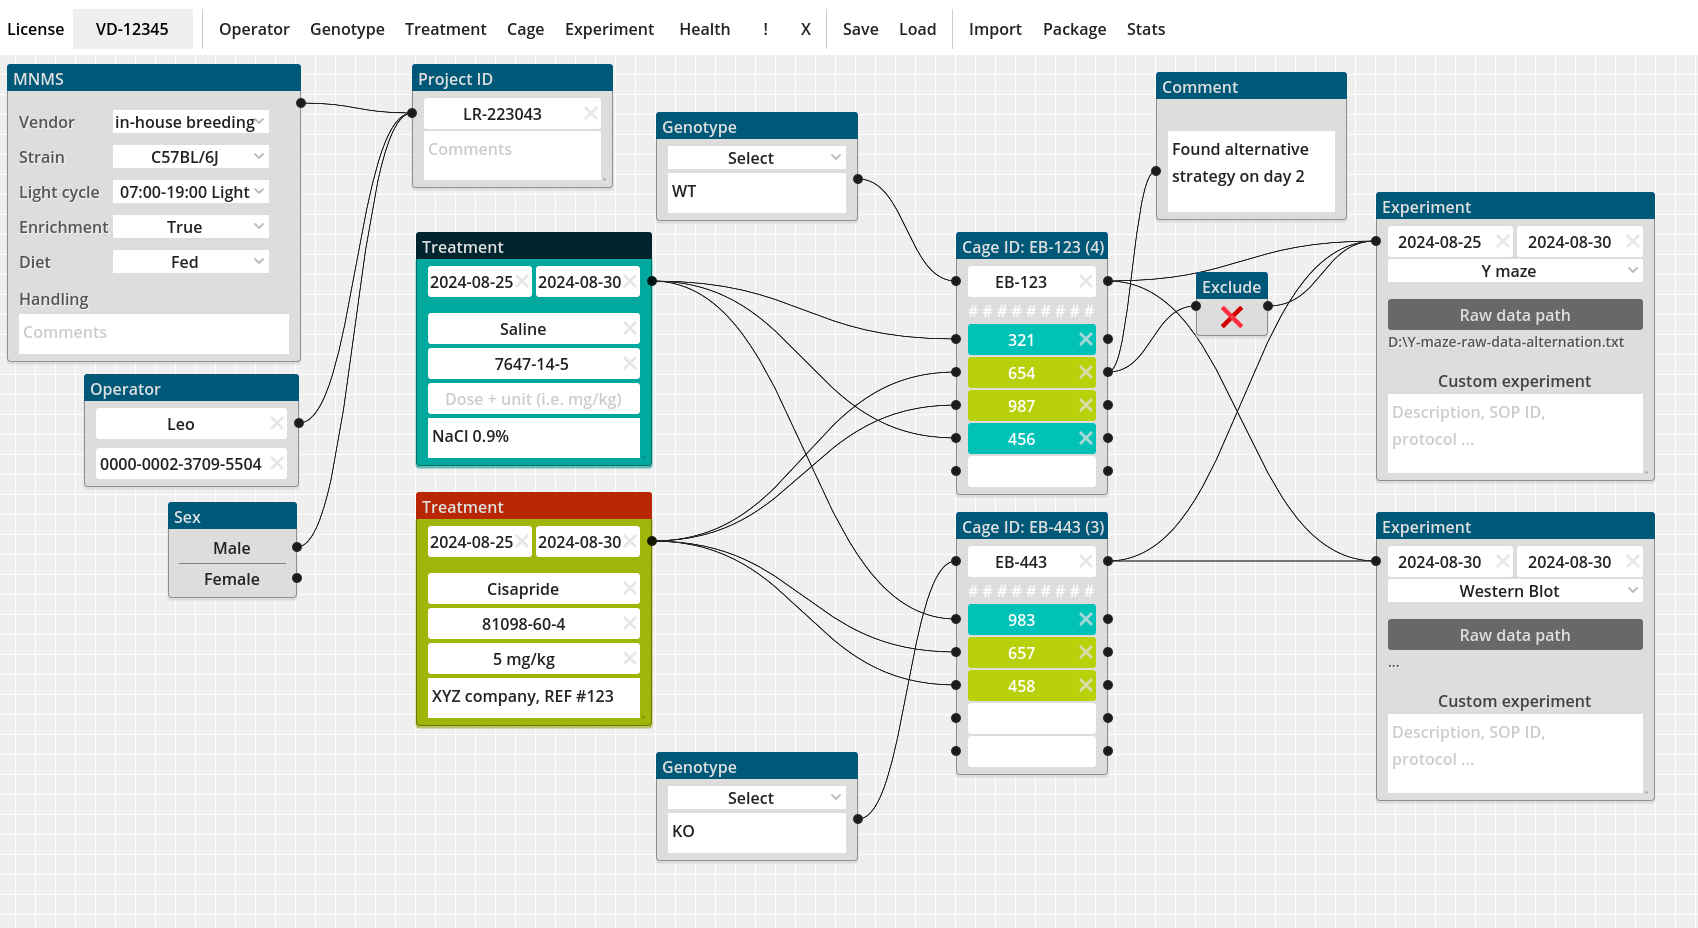 License VD-12345 Operator Genotype Treatment Cage Experiment Health ! X Save Load Import Package Stats
MNMS
Vendor in-house breeding
Strain C57BL/6J
Light cycle 07:00-19:00 Light
Enrichment True
Diet Fed
Handling
Comments
Operator
Leo
0000-0002-3709-5504
Sex
Male
Female
Project ID
LR-223043
Comments
Treatment
2024-08-25 2024-08-30
Saline
7647-14-5
Dose + unit (i.e. mg/kg)
NaCl 0.9%
Treatment
2024-08-25 2024-08-30
Cisapride
81098-60-4
5 mg/kg
XYZ company, REF #123
Genotype
Select
WT
Genotype
Select
KO
Cage ID: EB-123 (4)
EB-123
# # # # # # # # #
321
654
987
456
Cage ID: EB-443 (3)
EB-443
# # # # # # # # #
983
657
458
Comment
Found alternative
strategy on day 2
Exclude
Experiment
2024-08-25 2024-08-30
Y maze
Raw data path
D:\Y-maze-raw-data-alternation.txt
Custom experiment
Description, SOP ID,
protocol ...
Experiment
2024-08-30 2024-08-30
Western Blot
Raw data path
...
Custom experiment
Description, SOP ID,
protocol ...